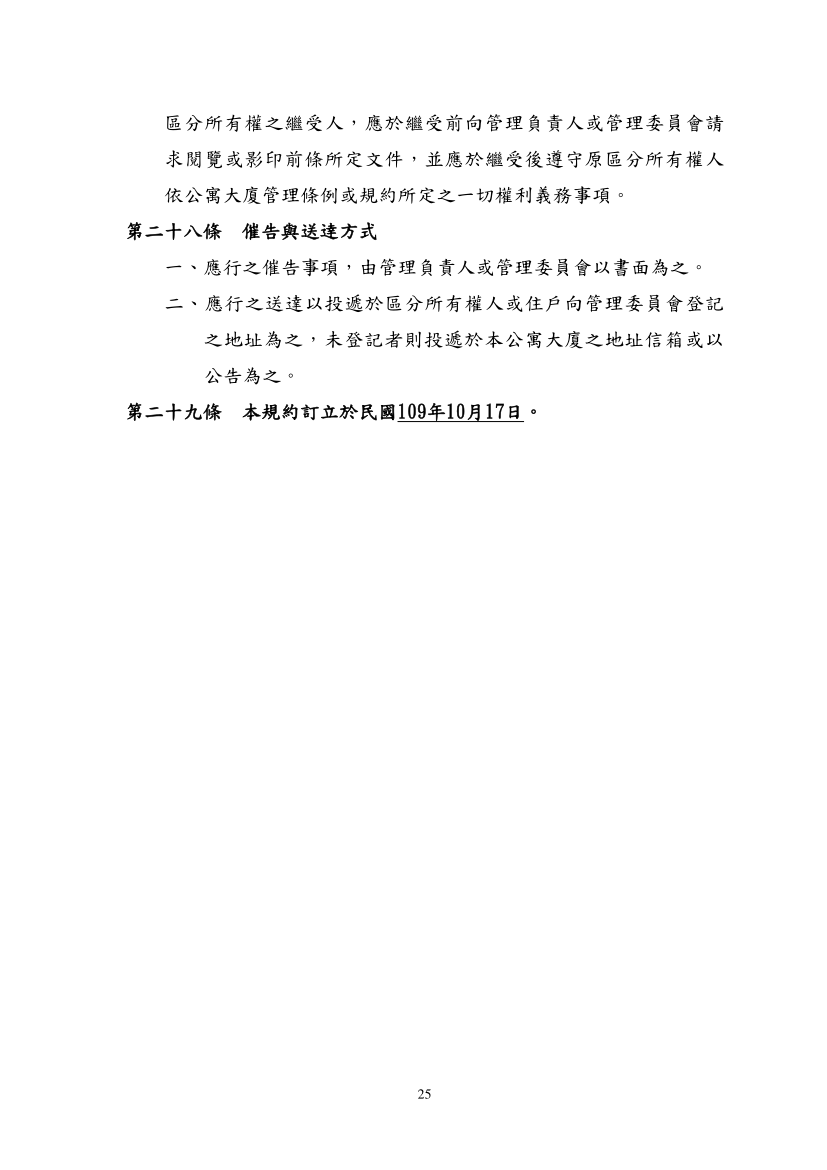 區分所有權之繼受人，應於繼受前向管理負責人或管理委員會請
求閱覽或影印前條所定文件，並應於繼受後遵守原區分所有權人
依公寓大廈管理條例或規約所定之一切權利義務事項。
第二十八條　催告與送達方式
一、應行之催告事項，由管理負責人或管理委員會以書面為之。
二、應行之送達以投遞於區分所有權人或住戶向管理委員會登記
之地址為之，未登記者則投遞於本公寓大廈之地址信箱或以
公告為之。
第二十九條　本規約訂立於民國109年10月17日。
25